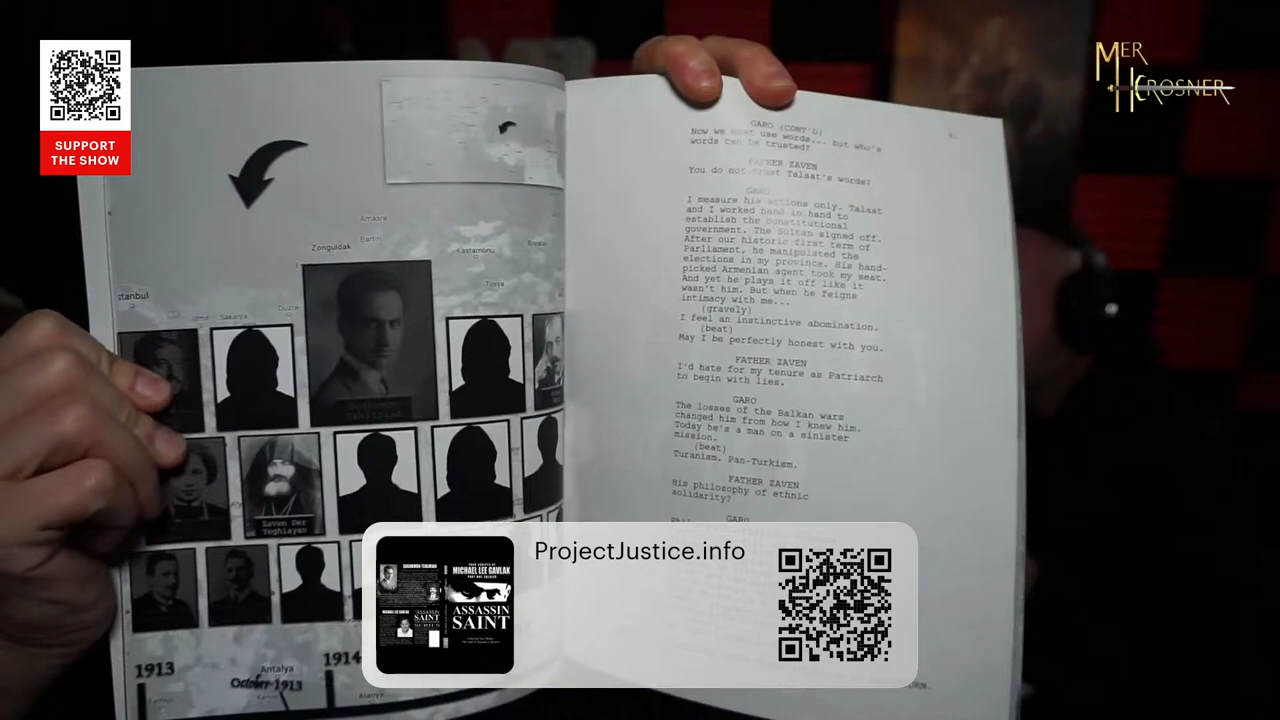 SUPPORT
THE SHOW
MER
KROSNER
Amasra
Bartin
Zonguldak
Kastamonu
Tosya
stanbul
Izmit
Sakarya
Duzce
Zaven Der
Yeghiayan
1913
October 1913
Antalya
1914
Alanya
GARO (CONT'D)
Now we must use words... but who's
words can be trusted?
FATHER ZAVEN
You do not trust Talaat's words?
GARO
I measure his actions only. Talaat
and I worked hand in hand to
establish the constitutional
government. The Sultan signed off.
After our historic first term of
Parliament, he manipulated the
elections in my province. His hand-
picked Armenian agent took my seat.
And yet he plays it off like it
wasn't him. But when he feigns
intimacy with me...
(gravely)
I feel an instinctive abomination.
(beat)
May I be perfectly honest with you.
FATHER ZAVEN
I'd hate for my tenure as Patriarch
to begin with lies.
GARO
The losses of the Balkan wars
changed him from how I knew him.
Today he's a man on a sinister
mission.
(beat)
Turanism. Pan-Turkism.
FATHER ZAVEN
His philosophy of ethnic
solidarity?
GARO
ProjectJustice.info
MICHAEL LEE GAVLAK
ASSASSIN
SAINT